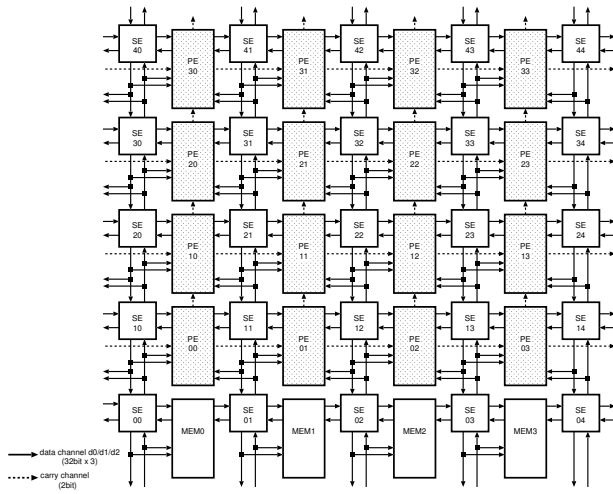 SE 40
SE 41
SE 42
SE 43
SE 44
PE 30
PE 31
PE 32
PE 33
SE 30
SE 31
SE 32
SE 33
SE 34
PE 20
PE 21
PE 22
PE 23
SE 20
SE 21
SE 22
SE 23
SE 24
PE 10
PE 11
PE 12
PE 13
SE 10
SE 11
SE 12
SE 13
SE 14
PE 00
PE 01
PE 02
PE 03
SE 00
SE 01
SE 02
SE 03
SE 04
MEM0
MEM1
MEM2
MEM3
data channel d0/d1/d2
(32bit x 3)
carry channel
(2bit)